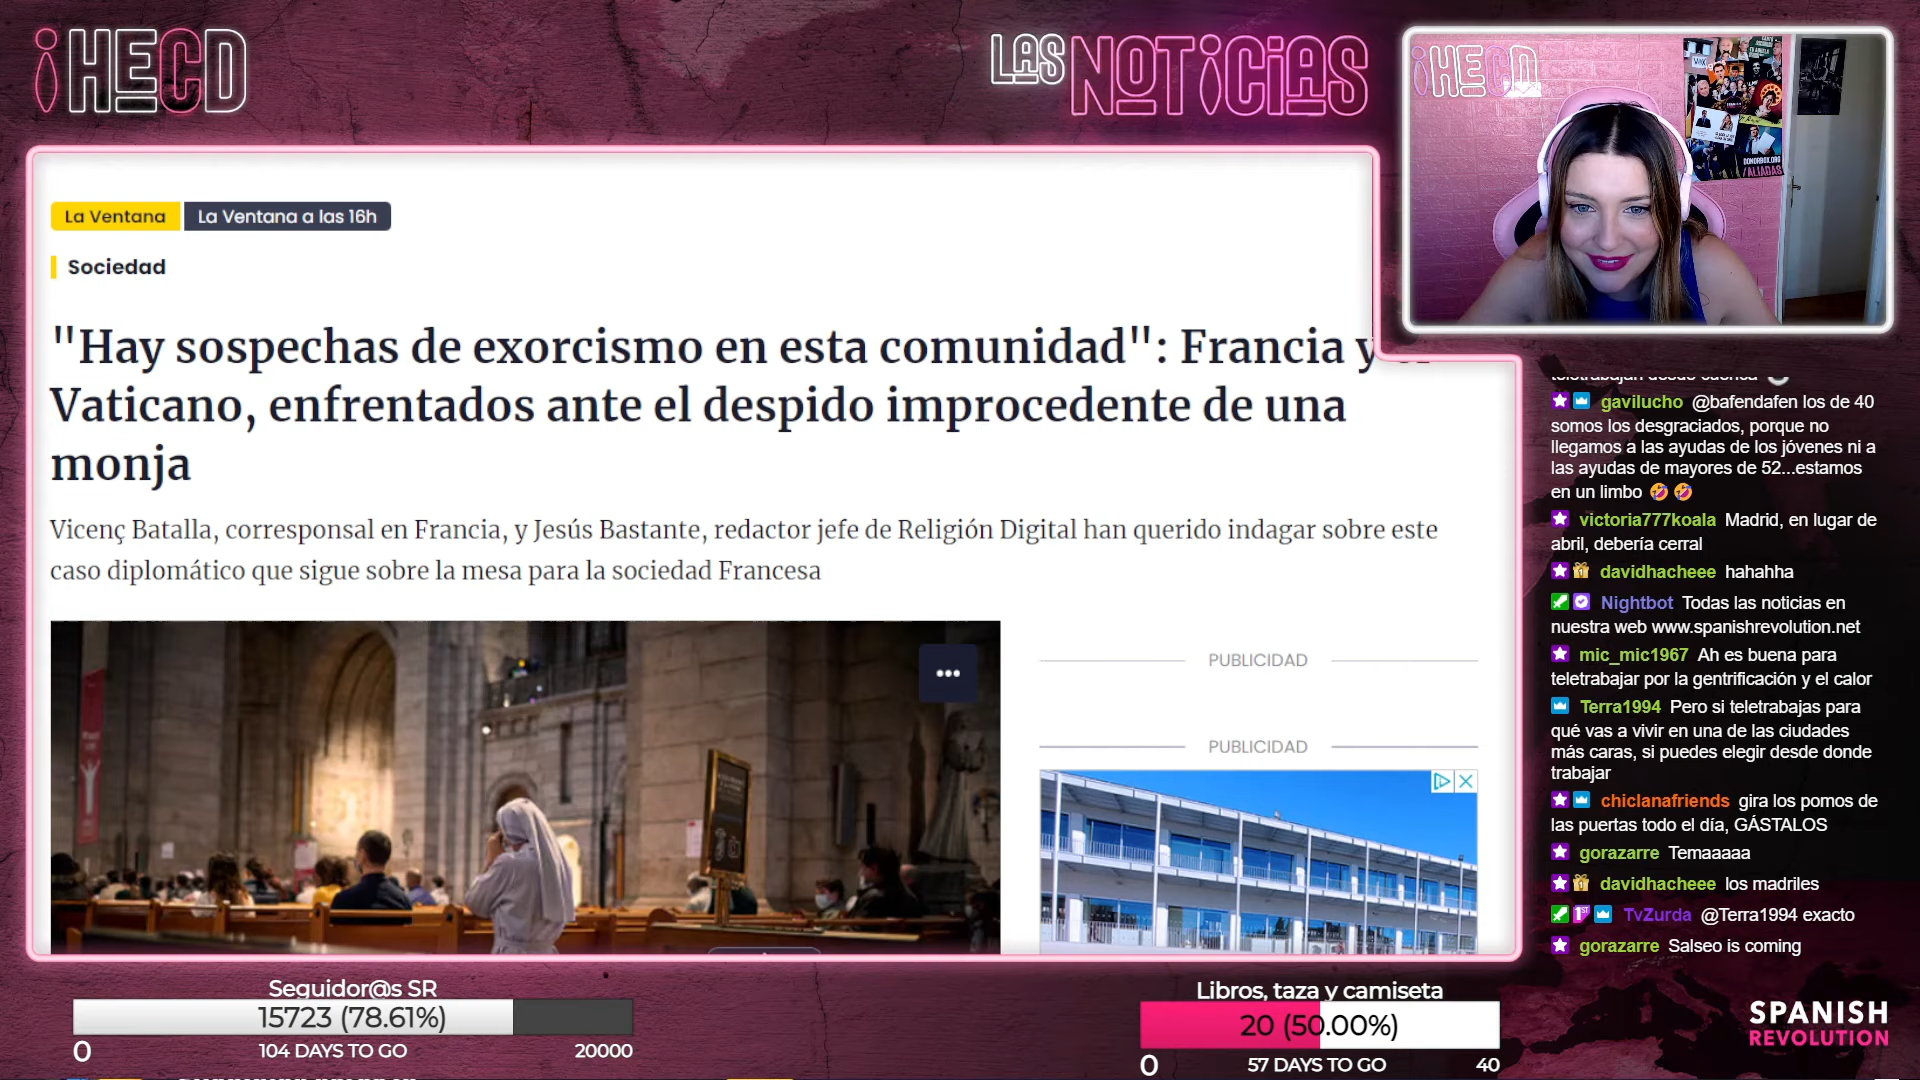 ¡HECD
LAS NOTICIAS
¡HECD
DONORBOX.ORG
/ALIADAS
La Ventana
La Ventana a las 16h
Sociedad
"Hay sospechas de exorcismo en esta comunidad": Francia y
Vaticano, enfrentados ante el despido improcedente de una
monja
Vicenç Batalla, corresponsal en Francia, y Jesús Bastante, redactor jefe de Religión Digital han querido indagar sobre este
caso diplomático que sigue sobre la mesa para la sociedad Francesa
PUBLICIDAD
PUBLICIDAD
teletrabajan desde cuenca
gavilucho @bafendafen los de 40
somos los desgraciados, porque no
llegamos a las ayudas de los jóvenes ni a
las ayudas de mayores de 52...estamos
en un limbo 🤣 🤣
victoria777koala Madrid, en lugar de
abril, debería cerral
davidhacheee hahahha
Nightbot Todas las noticias en
nuestra web www.spanishrevolution.net
mic_mic1967 Ah es buena para
teletrabajar por la gentrificación y el calor
Terra1994 Pero si teletrabajas para
qué vas a vivir en una de las ciudades
más caras, si puedes elegir desde donde
trabajar
chiclanafriends gira los pomos de
las puertas todo el día, GÁSTALOS
gorazarre Temaaaaa
davidhacheee los madriles
TvZurda @Terra1994 exacto
gorazarre Salseo is coming
Seguidor@s SR
15723 (78.61%)
0 104 DAYS TO GO 20000
Libros, taza y camiseta
20 (50.00%)
0 57 DAYS TO GO 40
SPANISH
REVOLUTION